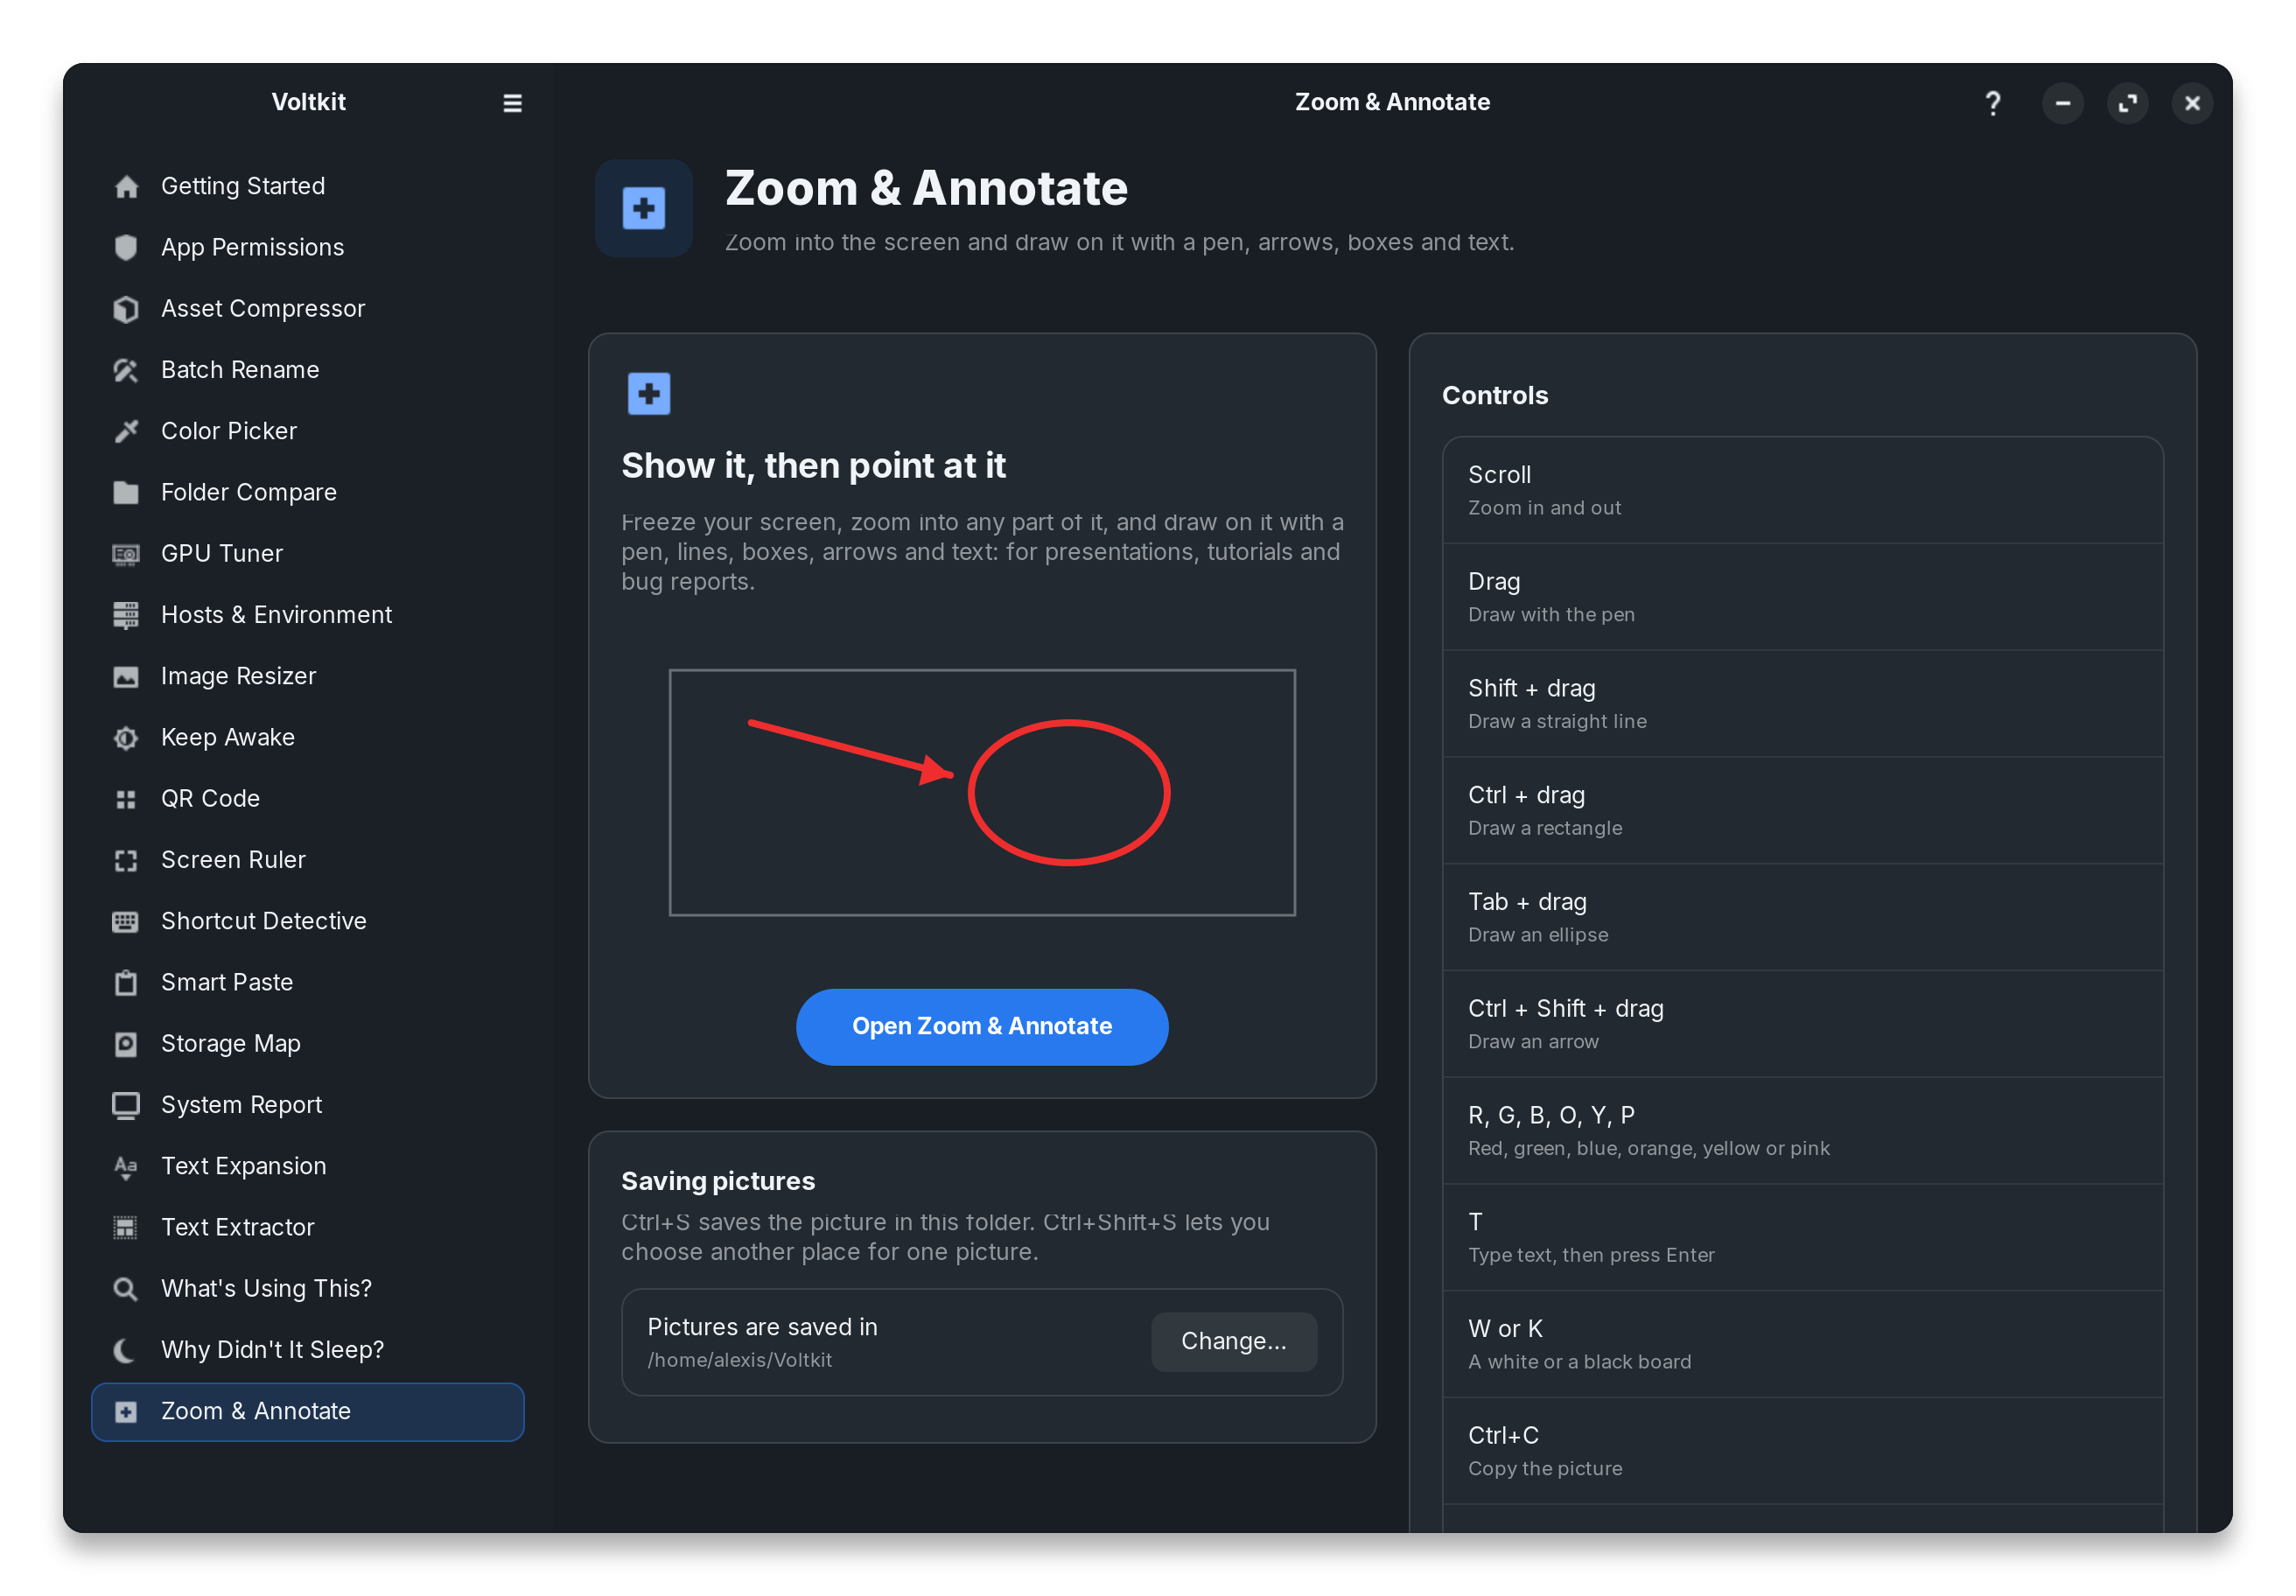 Voltkit
Zoom & Annotate
?
Getting Started
App Permissions
Asset Compressor
Batch Rename
Color Picker
Folder Compare
GPU Tuner
Hosts & Environment
Image Resizer
Keep Awake
QR Code
Screen Ruler
Shortcut Detective
Smart Paste
Storage Map
System Report
Text Expansion
Text Extractor
What's Using This?
Why Didn't It Sleep?
Zoom & Annotate
Zoom & Annotate
Zoom into the screen and draw on it with a pen, arrows, boxes and text.
Show it, then point at it
Freeze your screen, zoom into any part of it, and draw on it with a
pen, lines, boxes, arrows and text: for presentations, tutorials and
bug reports.
Open Zoom & Annotate
Saving pictures
Ctrl+S saves the picture in this folder. Ctrl+Shift+S lets you
choose another place for one picture.
Pictures are saved in
/home/alexis/Voltkit
Change...
Controls
Scroll
Zoom in and out
Drag
Draw with the pen
Shift + drag
Draw a straight line
Ctrl + drag
Draw a rectangle
Tab + drag
Draw an ellipse
Ctrl + Shift + drag
Draw an arrow
R, G, B, O, Y, P
Red, green, blue, orange, yellow or pink
T
Type text, then press Enter
W or K
A white or a black board
Ctrl+C
Copy the picture